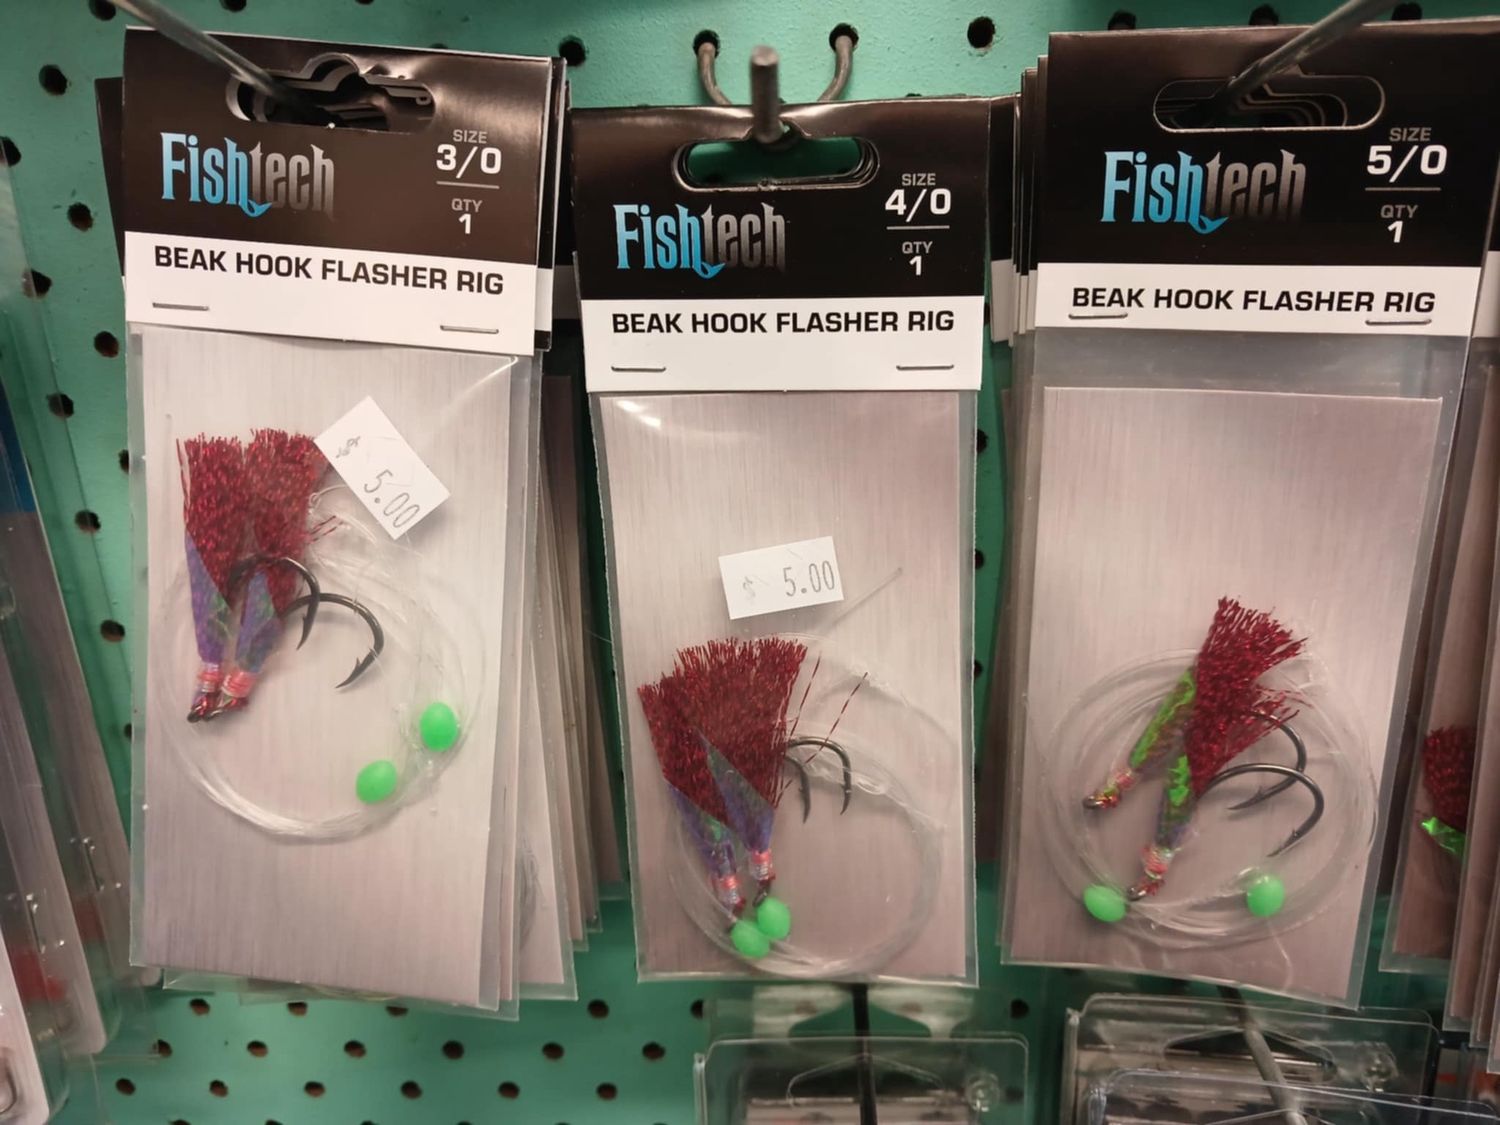 Fishtech
SIZE
3/0
QTY
1
BEAK HOOK FLASHER RIG
$ 5.00
Fishtech
SIZE
4/0
QTY
1
BEAK HOOK FLASHER RIG
$ 5.00
Fishtech
SIZE
5/0
QTY
1
BEAK HOOK FLASHER RIG